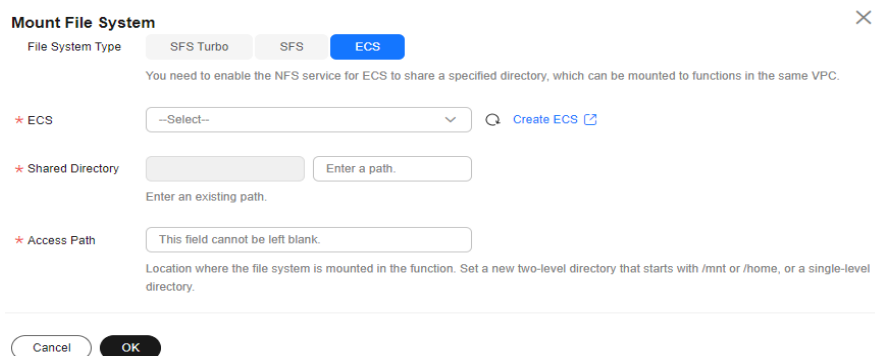 Mount File System
File System Type SFS Turbo SFS ECS
You need to enable the NFS service for ECS to share a specified directory, which can be mounted to functions in the same VPC.
* ECS --Select-- Create ECS
* Shared Directory Enter a path.
Enter an existing path.
* Access Path This field cannot be left blank.
Location where the file system is mounted in the function. Set a new two-level directory that starts with /mnt or /home, or a single-level
directory.
Cancel OK